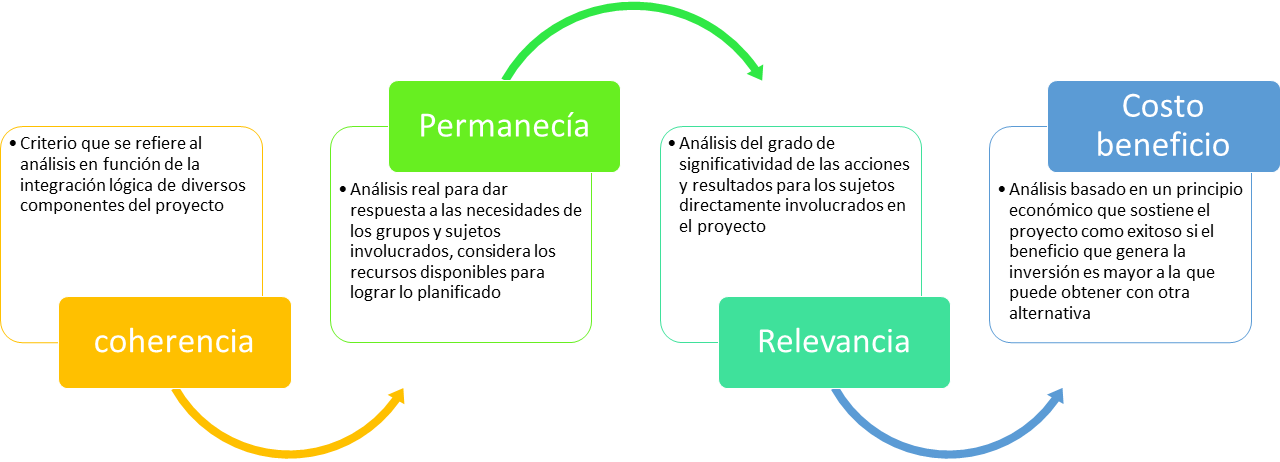 • Criterio que se refiere al
análisis en función de la
integración lógica de diversos
componentes del proyecto
coherencia
Permanecía
• Análisis real para dar
respuesta a las necesidades de
los grupos y sujetos
involucrados, considera los
recursos disponibles para
lograr lo planificado
• Análisis del grado de
significatividad de las acciones
y resultados para los sujetos
directamente involucrados en
el proyecto
Relevancia
Costo
beneficio
• Análisis basado en un principio
económico que sostiene el
proyecto como exitoso si el
beneficio que genera la
inversión es mayor a la que
puede obtener con otra
alternativa